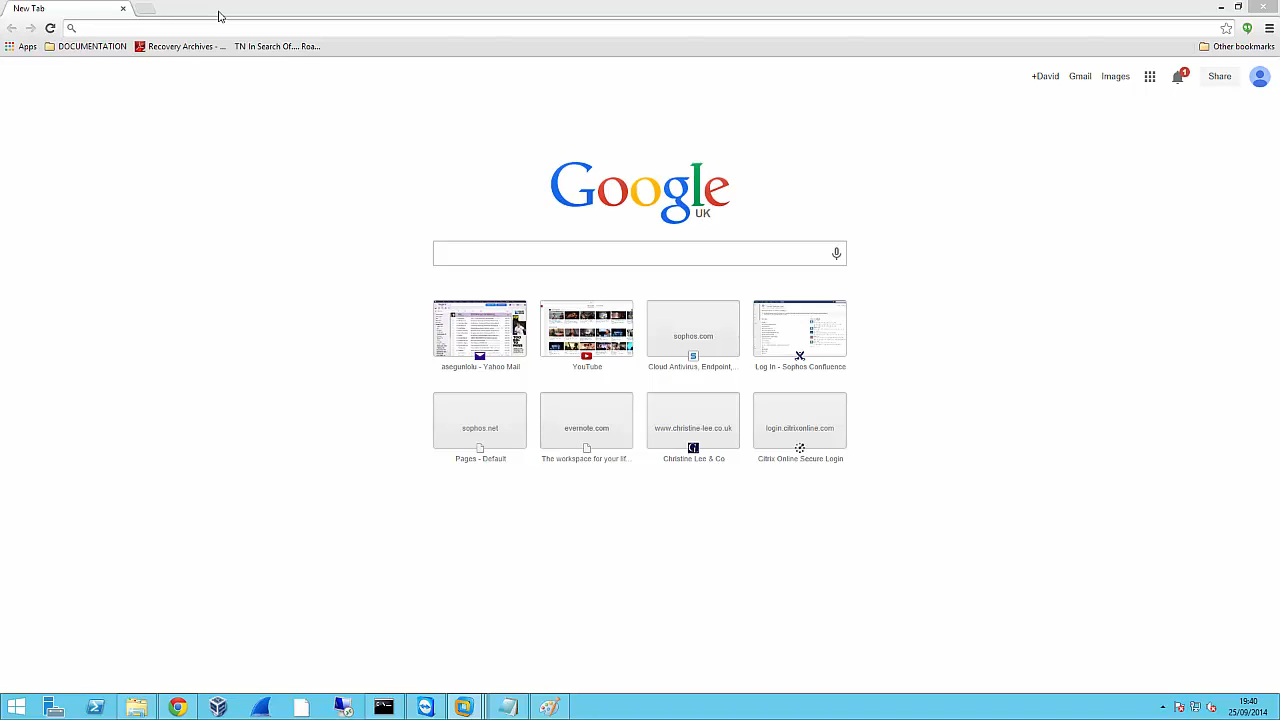 New Tab
Apps DOCUMENTATION Recovery Archives - ... TN In Search Of.... Roa... Other bookmarks
+David Gmail Images 1 Share
Google
UK
sophos.com
asegunlolu - Yahoo Mail YouTube Cloud Antivirus, Endpoint,... Log In - Sophos Confluence
sophos.net evernote.com www.christine-lee.co.uk login.citrixonline.com
Pages - Default The workspace for your lif... Christine Lee & Co Citrix Online Secure Login
19:40
25/09/2014